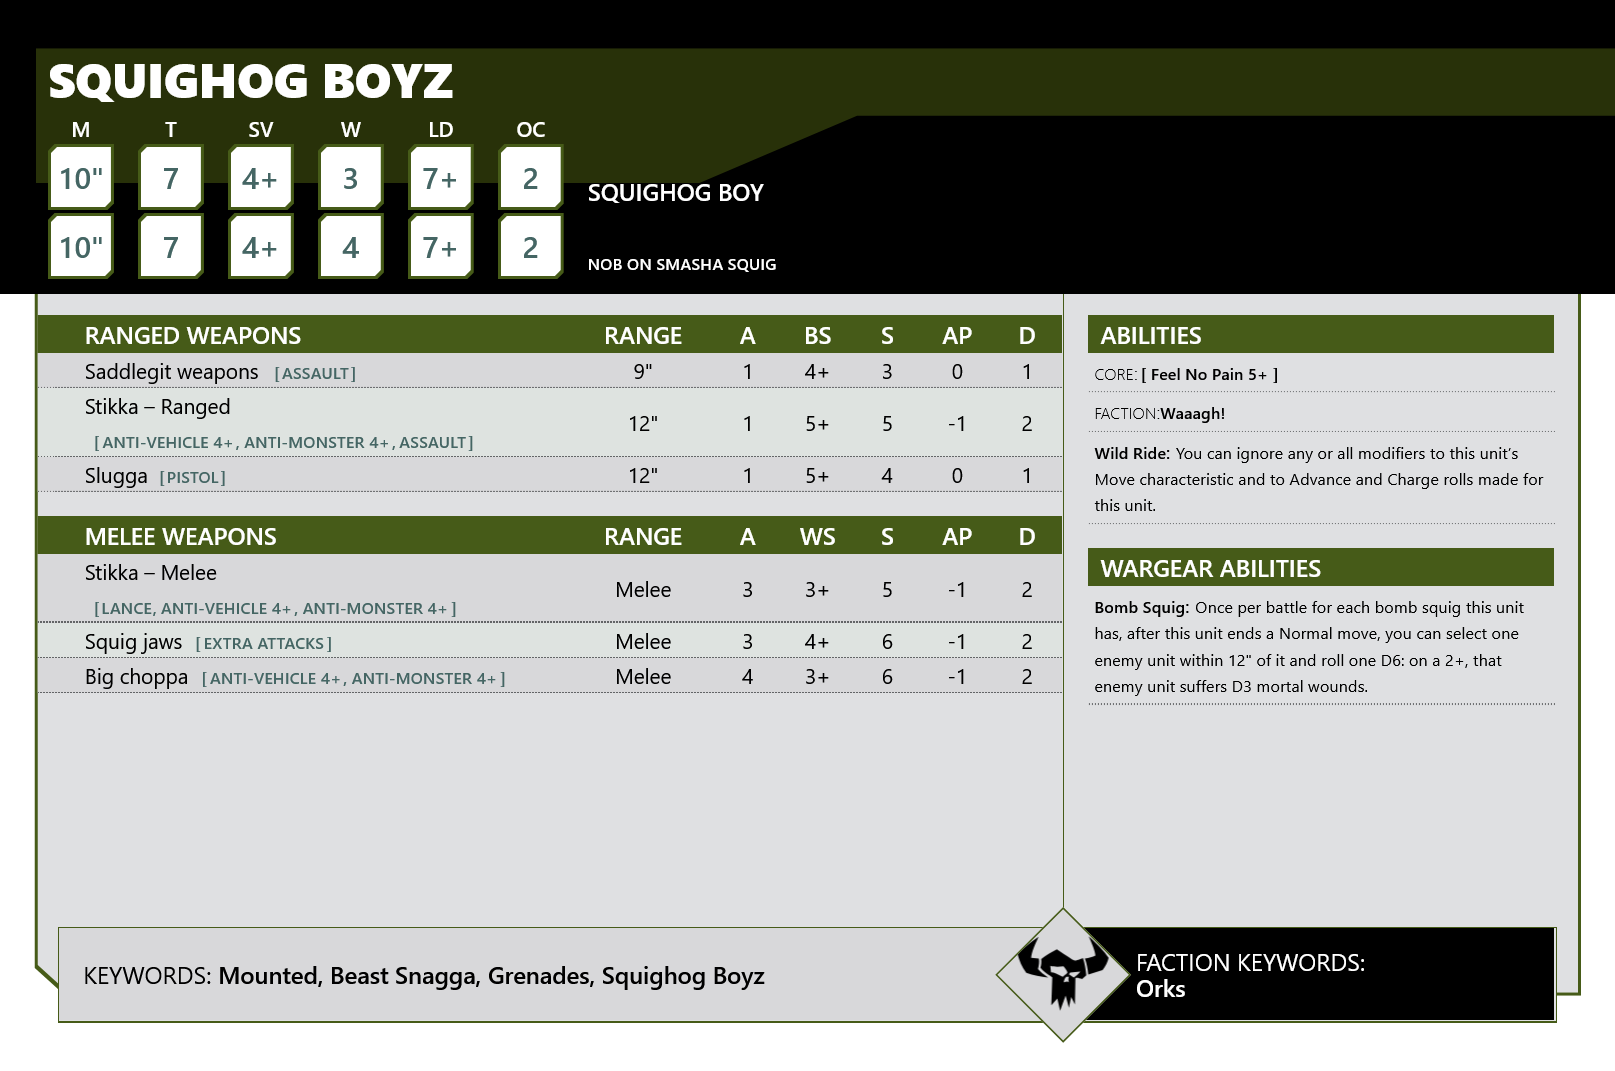 SQUIGHOG BOYZ
M T SV W LD OC
10" 7 4+ 3 7+ 2 SQUIGHOG BOY
10" 7 4+ 4 7+ 2 NOB ON SMASHA SQUIG
RANGED WEAPONS RANGE A BS S AP D
Saddlegit weapons [ASSAULT] 9" 1 4+ 3 0 1
Stikka – Ranged
[ANTI-VEHICLE 4+, ANTI-MONSTER 4+, ASSAULT] 12" 1 5+ 5 -1 2
Slugga [PISTOL] 12" 1 5+ 4 0 1
MELEE WEAPONS RANGE A WS S AP D
Stikka – Melee
[LANCE, ANTI-VEHICLE 4+, ANTI-MONSTER 4+] Melee 3 3+ 5 -1 2
Squig jaws [EXTRA ATTACKS] Melee 3 4+ 6 -1 2
Big choppa [ANTI-VEHICLE 4+, ANTI-MONSTER 4+] Melee 4 3+ 6 -1 2
ABILITIES
CORE: [ Feel No Pain 5+ ]
FACTION:Waaagh!
Wild Ride: You can ignore any or all modifiers to this unit’s
Move characteristic and to Advance and Charge rolls made for
this unit.
WARGEAR ABILITIES
Bomb Squig: Once per battle for each bomb squig this unit
has, after this unit ends a Normal move, you can select one
enemy unit within 12" of it and roll one D6: on a 2+, that
enemy unit suffers D3 mortal wounds.
KEYWORDS: Mounted, Beast Snagga, Grenades, Squighog Boyz
FACTION KEYWORDS:
Orks